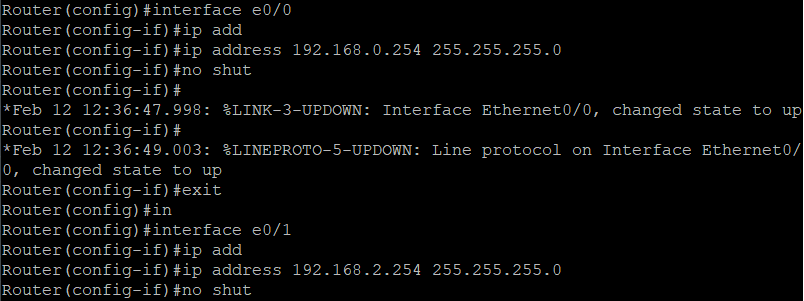 Router(config)#interface e0/0
Router(config-if)#ip add
Router(config-if)#ip address 192.168.0.254 255.255.255.0
Router(config-if)#no shut
Router(config-if)#
*Feb 12 12:36:47.998: %LINK-3-UPDOWN: Interface Ethernet0/0, changed state to up
Router(config-if)#
*Feb 12 12:36:49.003: %LINEPROTO-5-UPDOWN: Line protocol on Interface Ethernet0/
0, changed state to up
Router(config-if)#exit
Router(config)#in
Router(config)#interface e0/1
Router(config-if)#ip add
Router(config-if)#ip address 192.168.2.254 255.255.255.0
Router(config-if)#no shut